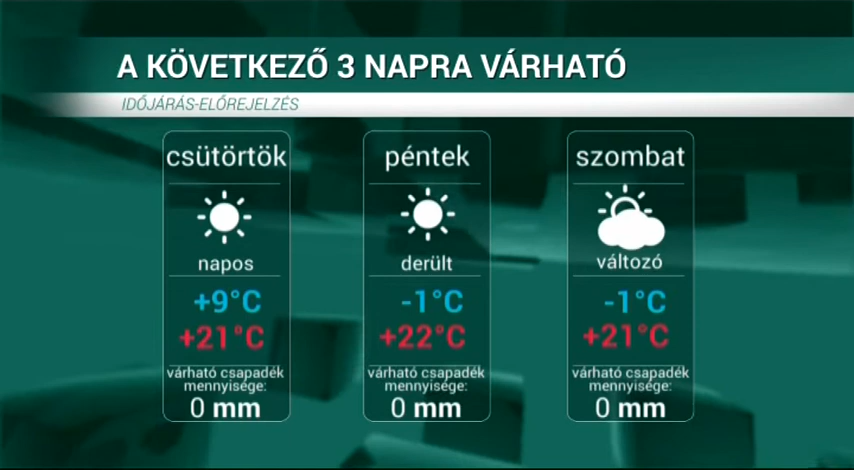 A KÖVETKEZŐ 3 NAPRA VÁRHATÓ
IDŐJÁRÁS-ELŐREJELZÉS
csütörtök
napos
+9°C
+21°C
várható csapadék
mennyisége:
0 mm
péntek
derült
-1°C
+22°C
várható csapadék
mennyisége:
0 mm
szombat
változó
-1°C
+21°C
várható csapadék
mennyisége:
0 mm